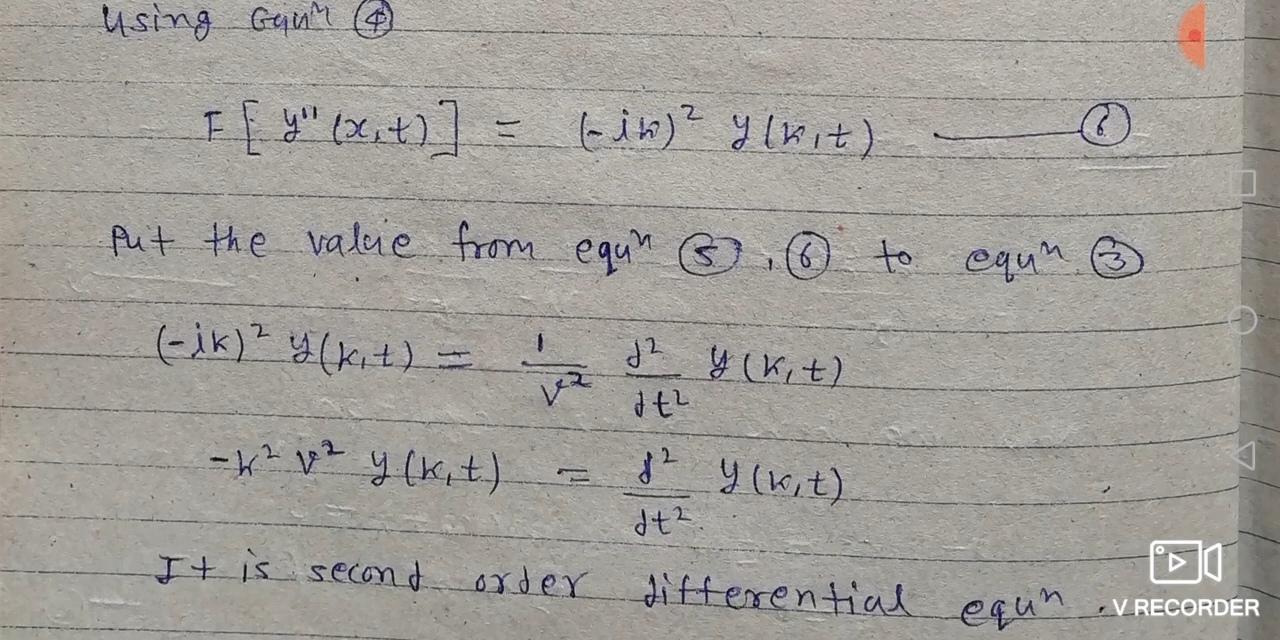 Using Equⁿ ④
F [ y''(x,t) ] = (-ik)² y(k,t) —— ⑥
Put the value from equⁿ ⑤, ⑥ to equⁿ ③
(-ik)² y(k,t) = 1/v² d²/dt² y(k,t)
-k² v² y(k,t) = d²/dt² y(k,t)
It is second order differential equⁿ.
V RECORDER